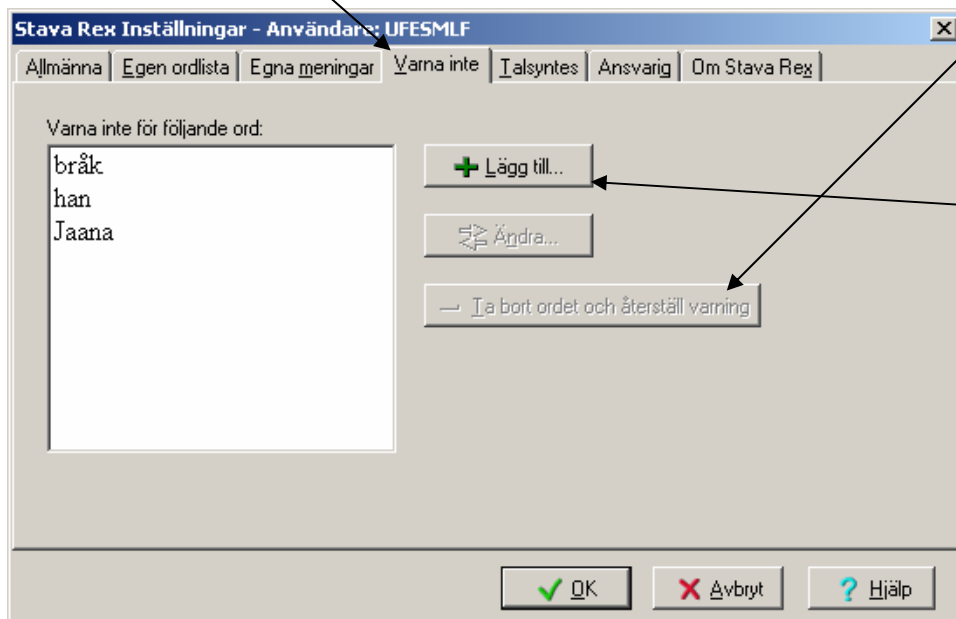 Stava Rex Inställningar - Användare: UFESMLF
Allmänna Egen ordlista Egna meningar Varna inte Talsyntes Ansvarig Om Stava Rex
Varna inte för följande ord:
bråk
han
Jaana
Lägg till...
Ändra...
Ta bort ordet och återställ varning
OK Avbryt Hjälp